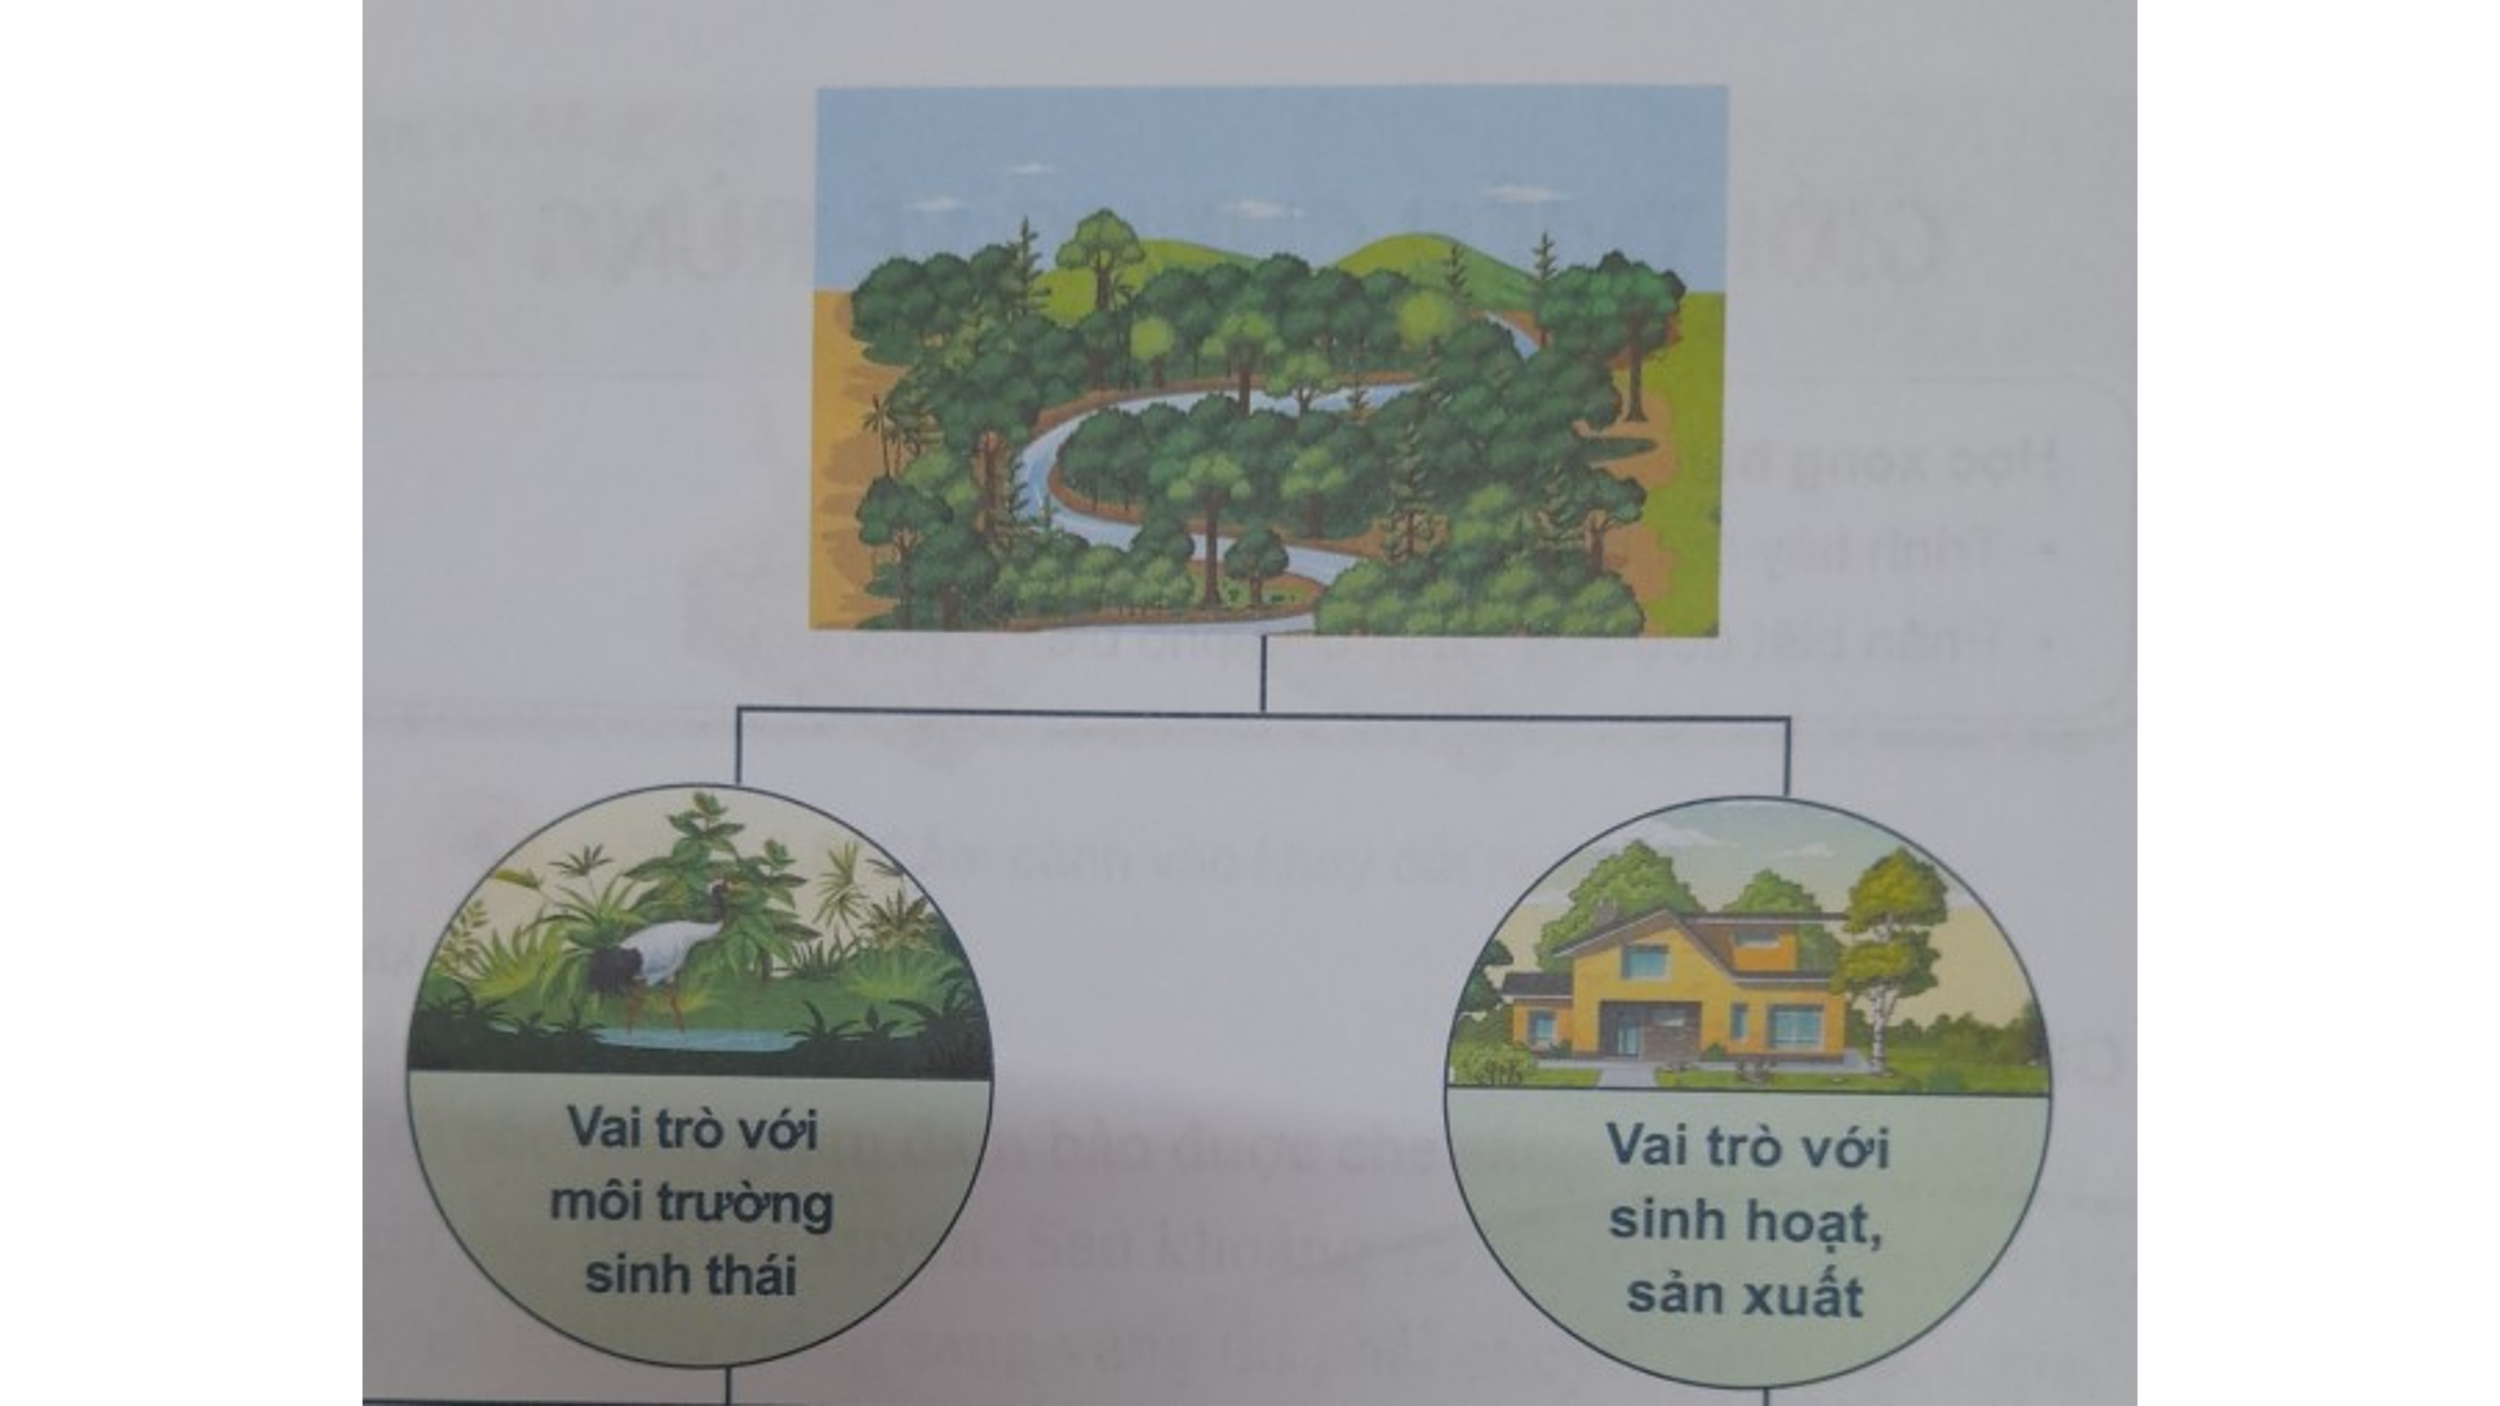 Vai trò với
môi trường
sinh thái
Vai trò với
sinh hoạt,
sản xuất